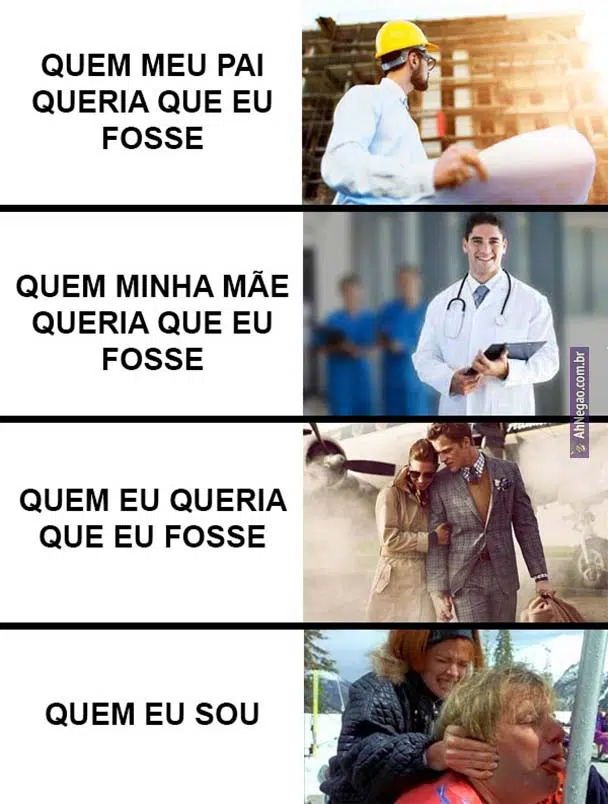 QUEM MEU PAI
QUERIA QUE EU
FOSSE
QUEM MINHA MÃE
QUERIA QUE EU
FOSSE
AhNegao.com.br
QUEM EU QUERIA
QUE EU FOSSE
QUEM EU SOU